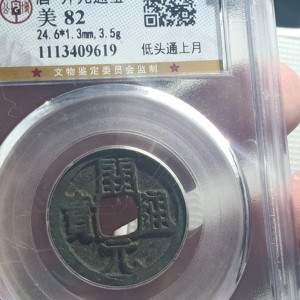 唐·开元通宝
美 82
24.6*1.3mm, 3.5g
1113409619
低头通上月
★ 文物鉴定委员会监制 ★
開
元
通
寶